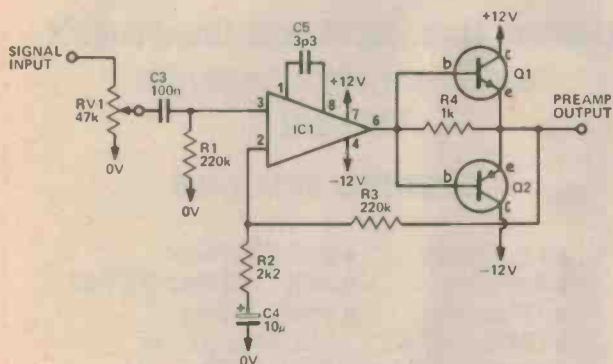 SIGNAL
INPUT
RV1
47k
0V
C3
100n
R1
220k
0V
C5
3p3
1
8
+12V
7
3
2
IC1
6
4
-12V
R2
2k2
+
C4
10μ
0V
R3
220k
R4
1k
+12V
c
b
Q1
e
PREAMP
OUTPUT
e
b
Q2
c
-12V